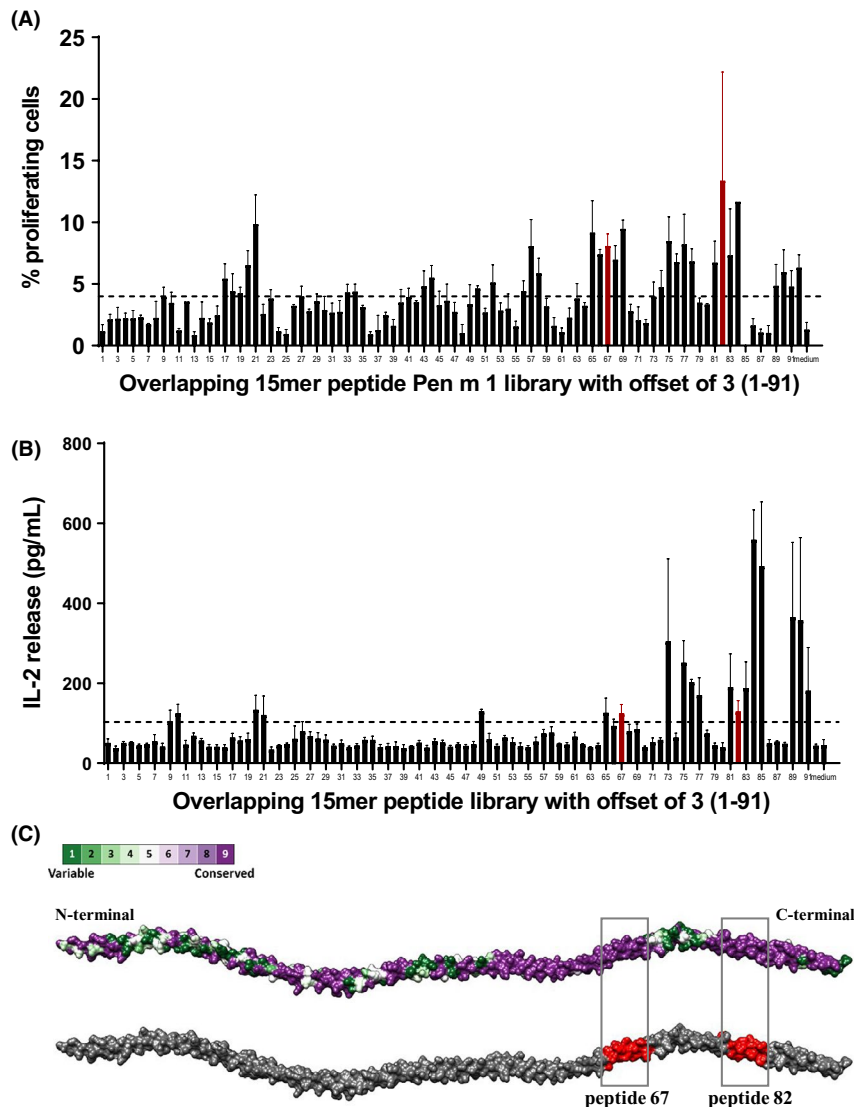 (A)
25
20
15
10
5
0
% proliferating cells
1 3 5 7 9 11 13 15 17 19 21 23 25 27 29 31 33 35 37 39 41 43 45 47 49 51 53 55 57 59 61 63 65 67 69 71 73 75 77 79 81 83 85 87 89 91 medium
Overlapping 15mer peptide Pen m 1 library with offset of 3 (1-91)
(B)
800
600
400
200
0
IL-2 release (pg/mL)
1 3 5 7 9 11 13 15 17 19 21 23 25 27 29 31 33 35 37 39 41 43 45 47 49 51 53 55 57 59 61 63 65 67 69 71 73 75 77 79 81 83 85 87 89 91 medium
Overlapping 15mer peptide library with offset of 3 (1-91)
(C)
1 2 3 4 5 6 7 8 9
Variable Conserved
N-terminal C-terminal
peptide 67 peptide 82